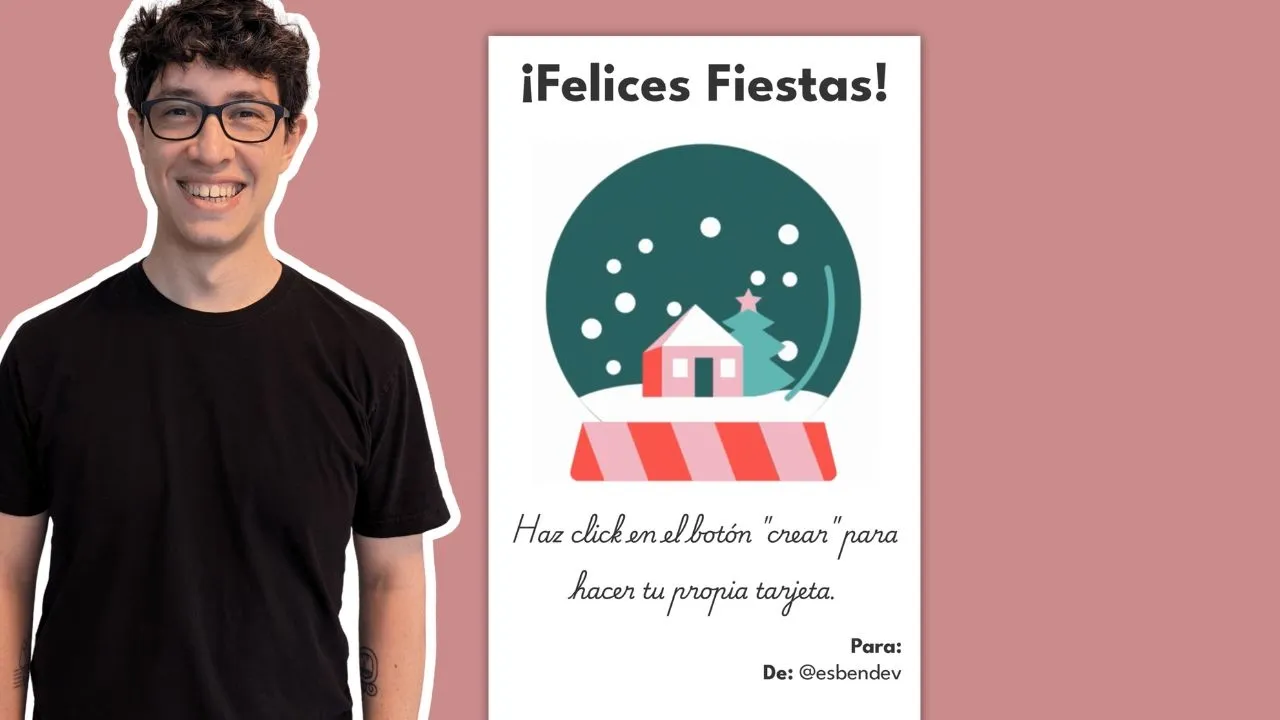 ¡Felices Fiestas!
Haz click en el botón "crear" para
hacer tu propia tarjeta.
Para:
De: @esbendev